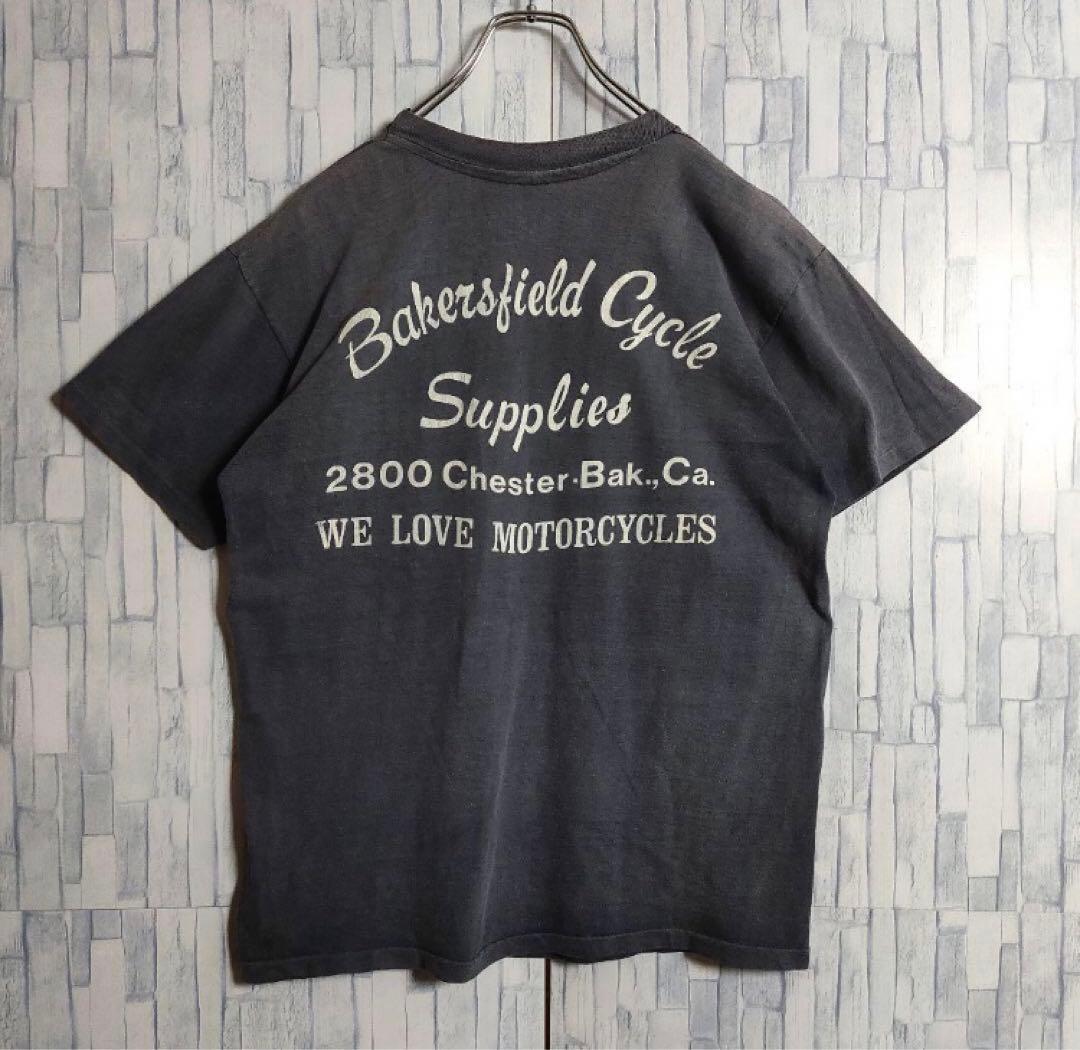 Bakersfield Cycle
Supplies
2800 Chester·Bak., Ca.
WE LOVE MOTORCYCLES